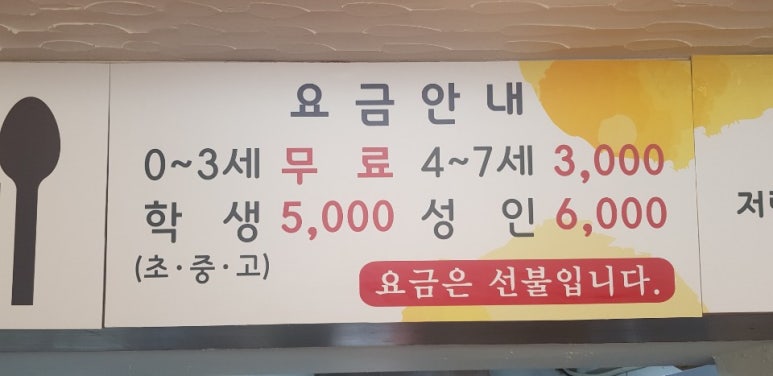 요금안내
0~3세 무료 4~7세 3,000
학생 5,000 성인 6,000
(초·중·고)
요금은 선불입니다.